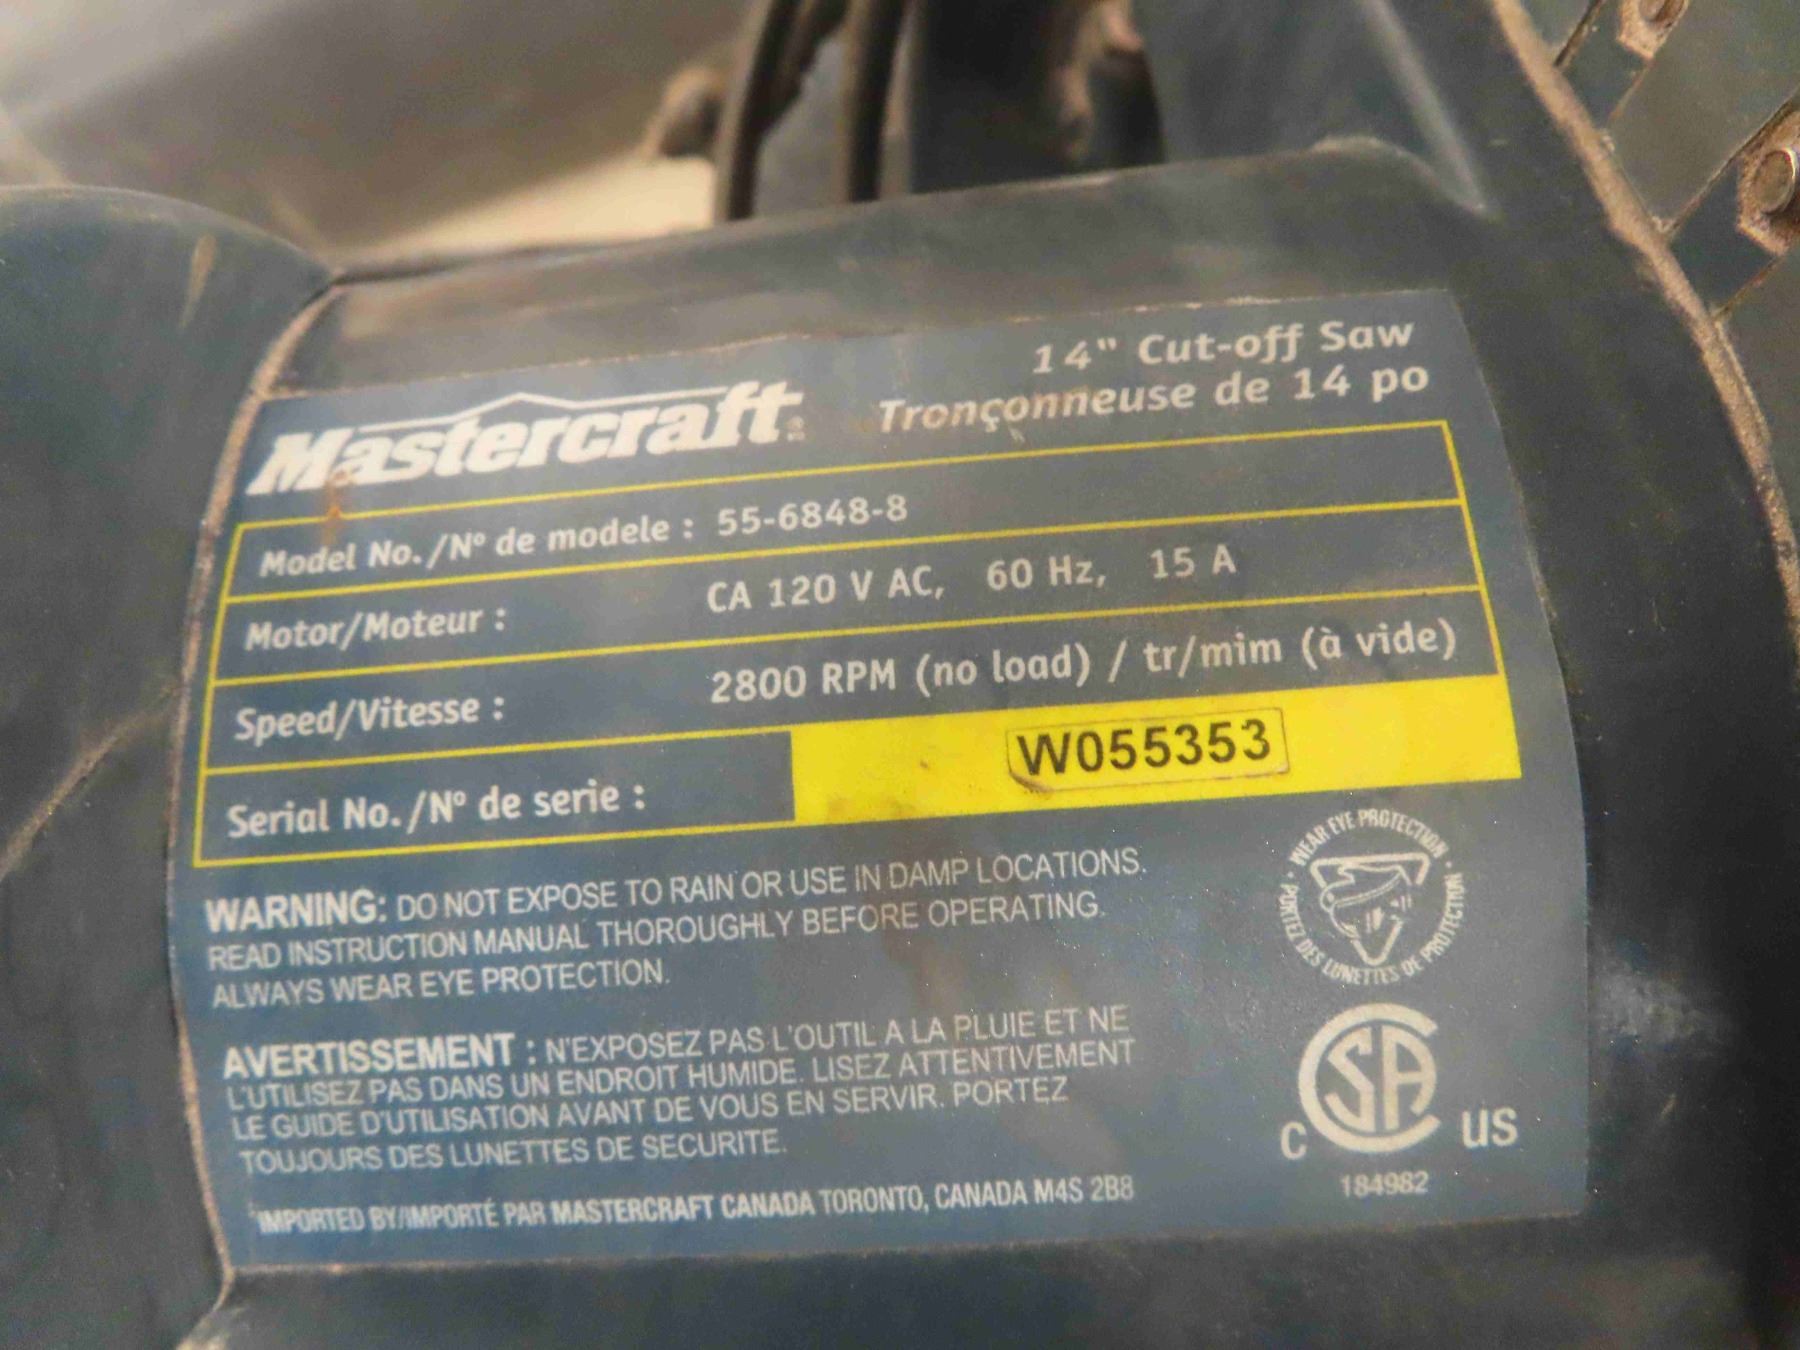 Mastercraft®
14" Cut-off Saw
Tronçonneuse de 14 po
Model No./Nº de modele : 55-6848-8
Motor/Moteur : CA 120 V AC, 60 Hz, 15 A
Speed/Vitesse : 2800 RPM (no load) / tr/mim (à vide)
Serial No./Nº de serie : W055353
WARNING: DO NOT EXPOSE TO RAIN OR USE IN DAMP LOCATIONS.
READ INSTRUCTION MANUAL THOROUGHLY BEFORE OPERATING.
ALWAYS WEAR EYE PROTECTION.
• WEAR EYE PROTECTION •
PORTEZ DES LUNETTES DE PROTECTION
AVERTISSEMENT : N'EXPOSEZ PAS L'OUTIL A LA PLUIE ET NE
L'UTILISEZ PAS DANS UN ENDROIT HUMIDE. LISEZ ATTENTIVEMENT
LE GUIDE D'UTILISATION AVANT DE VOUS EN SERVIR. PORTEZ
TOUJOURS DES LUNETTES DE SECURITE.
C SA US
184982
IMPORTED BY/IMPORTÉ PAR MASTERCRAFT CANADA TORONTO, CANADA M4S 2B8